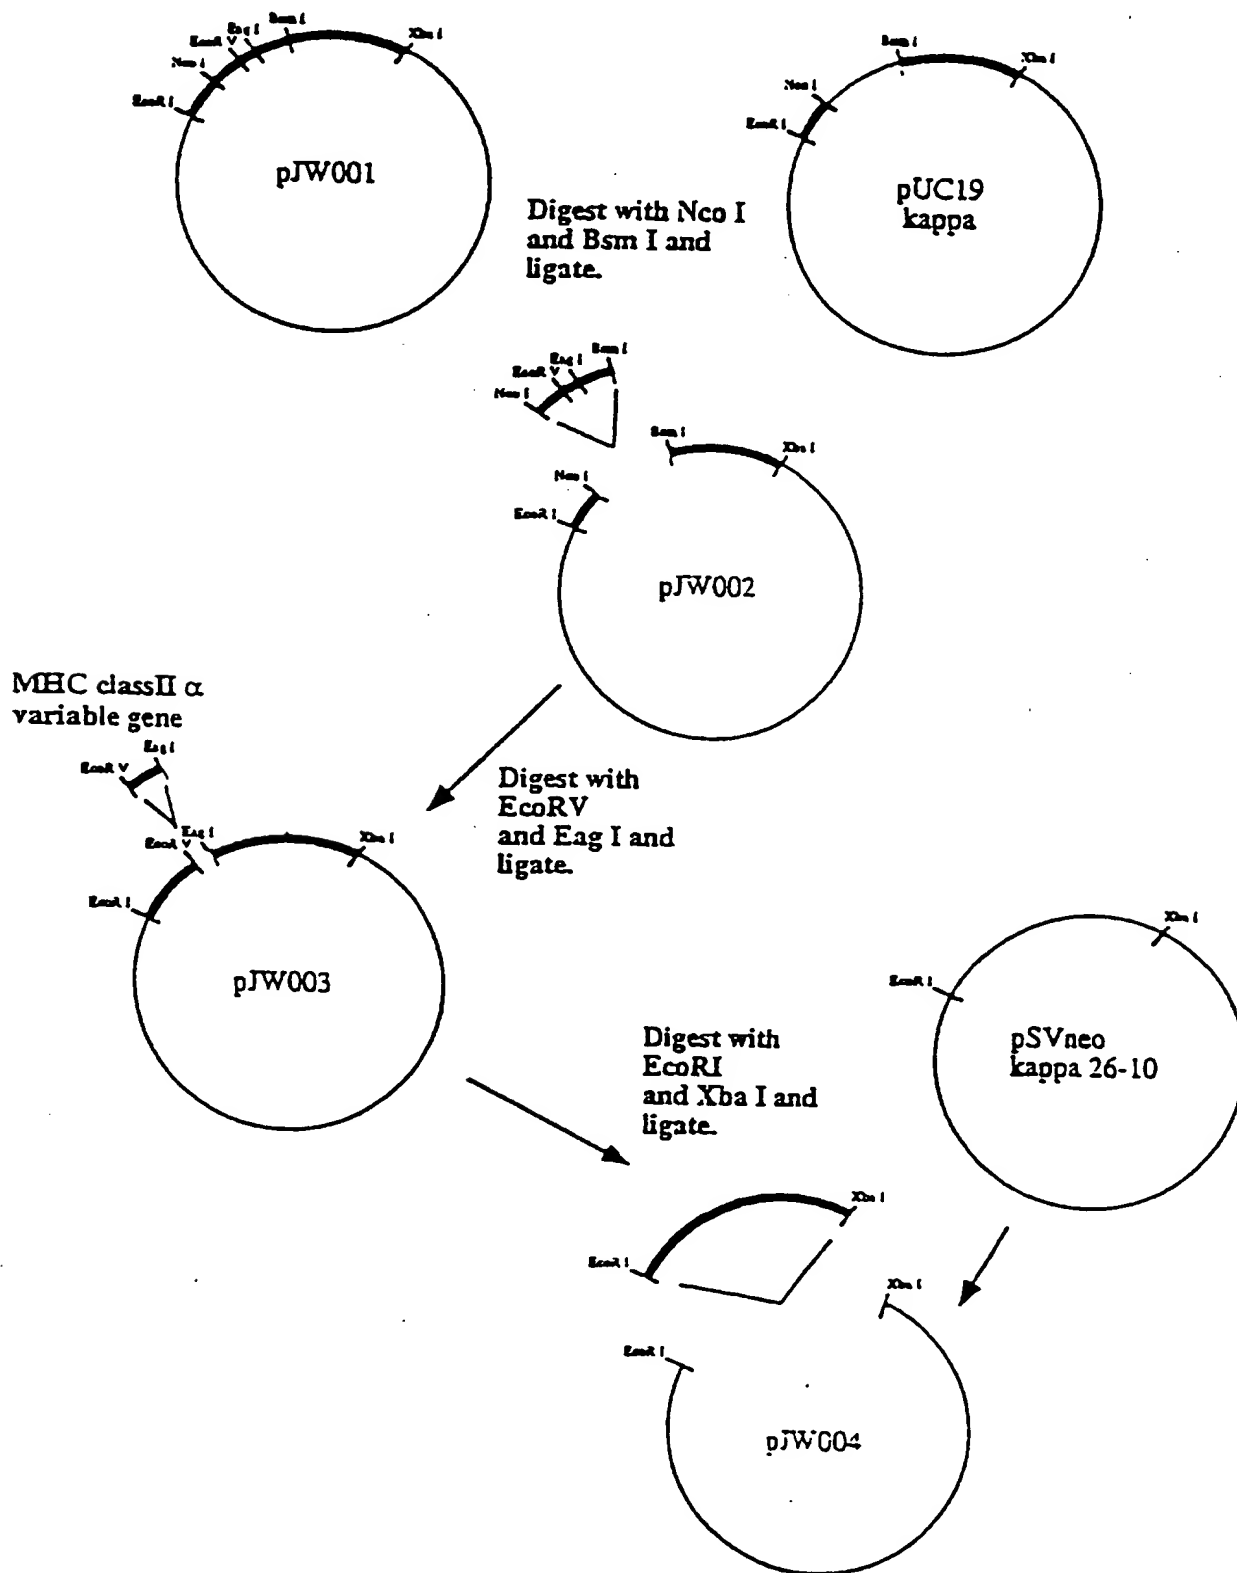 Bsm I
Eag I
EcoR V
Xba I
Nco I
EcoR I
pJW001
Bsm I
Xba I
Nco I
EcoR I
pUC19
kappa
Digest with Nco I
and Bsm I and
ligate.
Bsm I
Eag I
EcoR V
Nco I
Bsm I
Xba I
Nco I
EcoR I
pJW002
MHC classII α
variable gene
Eag I
EcoR V
Digest with
EcoRV
and Eag I and
ligate.
Eag I
EcoR V
Xba I
EcoR I
pJW003
Xba I
EcoR I
pSVneo
kappa 26-10
Digest with
EcoRI
and Xba I and
ligate.
Xba I
EcoR I
Xba I
EcoR I
pJW004